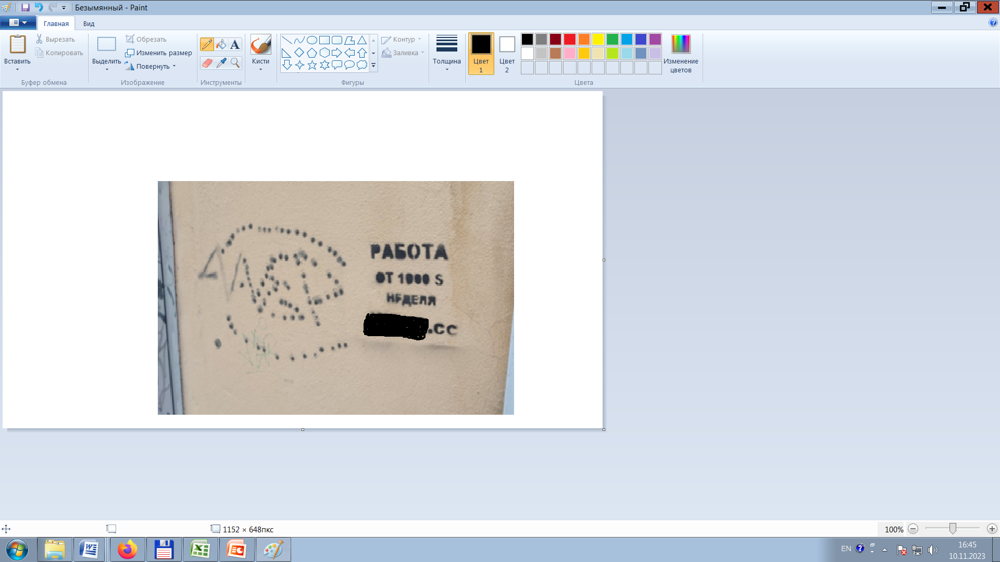 Безымянный - Paint
Главная
Вид
Вставить
Вырезать
Копировать
Буфер обмена
Выделить
Обрезать
Изменить размер
Повернуть
Изображение
Инструменты
Кисти
Фигуры
Контур
Заливка
Толщина
Цвет
1
Цвет
2
Изменение
цветов
Цвета
РАБОТА
ОТ 1000 $
НЕДЕЛЯ
.CC
1152 × 648пкс
100%
EN
16:45
10.11.2023